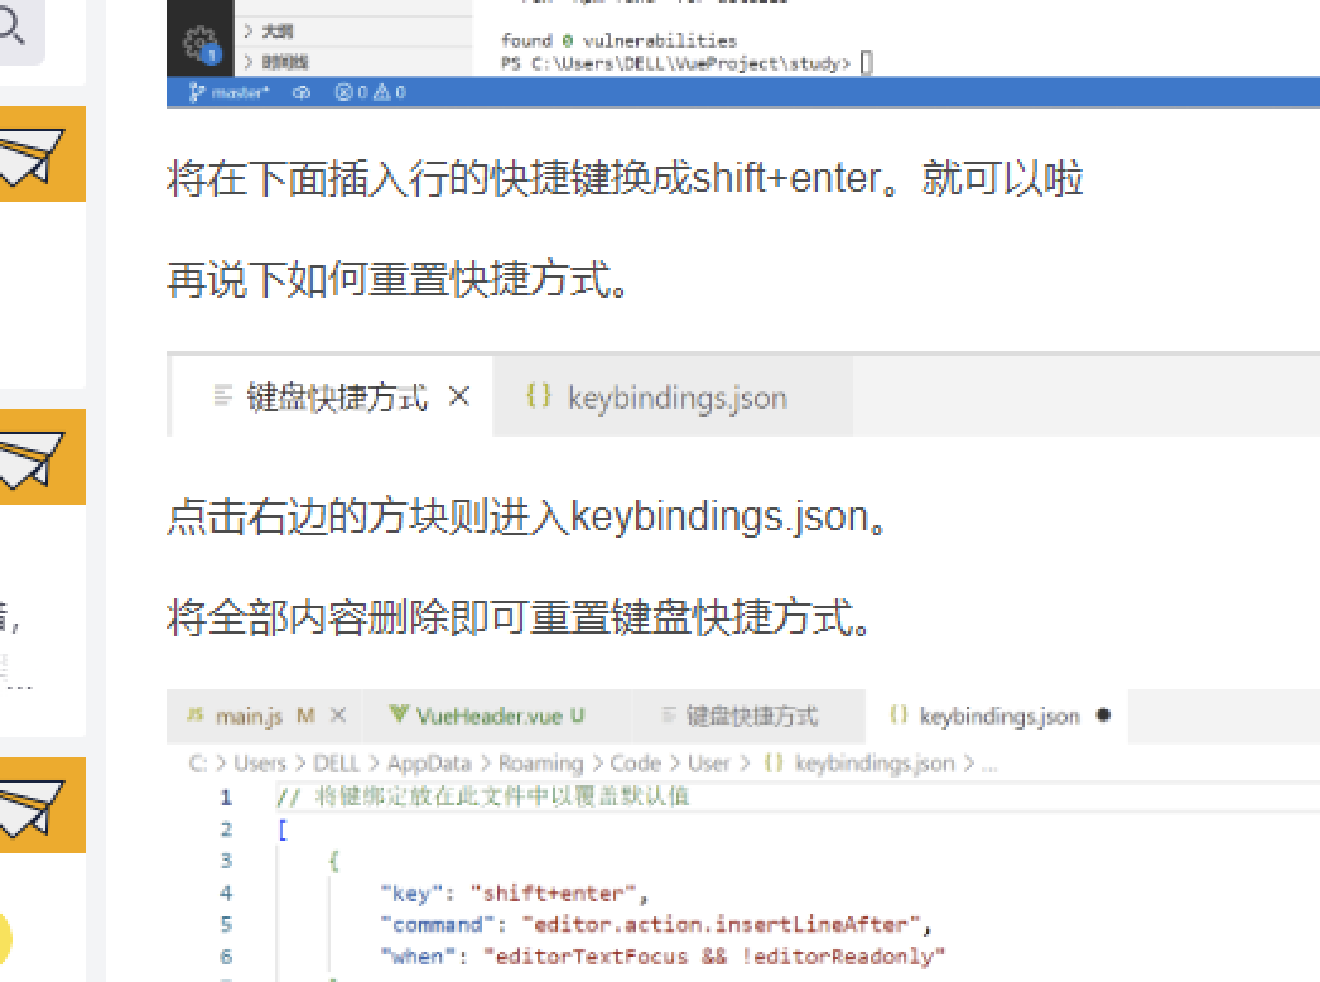 大纲
found 0 vulnerabilities
时间线
PS C:\Users\DELL\VueProject\study>
1
master* 0 0
将在下面插入行的快捷键换成shift+enter。就可以啦
再说下如何重置快捷方式。
键盘快捷方式 keybindings.json
点击右边的方块则进入keybindings.json。
将全部内容删除即可重置键盘快捷方式。
JS main.js M VueHeader.vue U 键盘快捷方式 {} keybindings.json
C: > Users > DELL > AppData > Roaming > Code > User > {} keybindings.json > ...
1 // 将键绑定放在此文件中以覆盖默认值
2 [
3 {
4 "key": "shift+enter",
5 "command": "editor.action.insertLineAfter",
6 "when": "editorTextFocus && !editorReadonly"